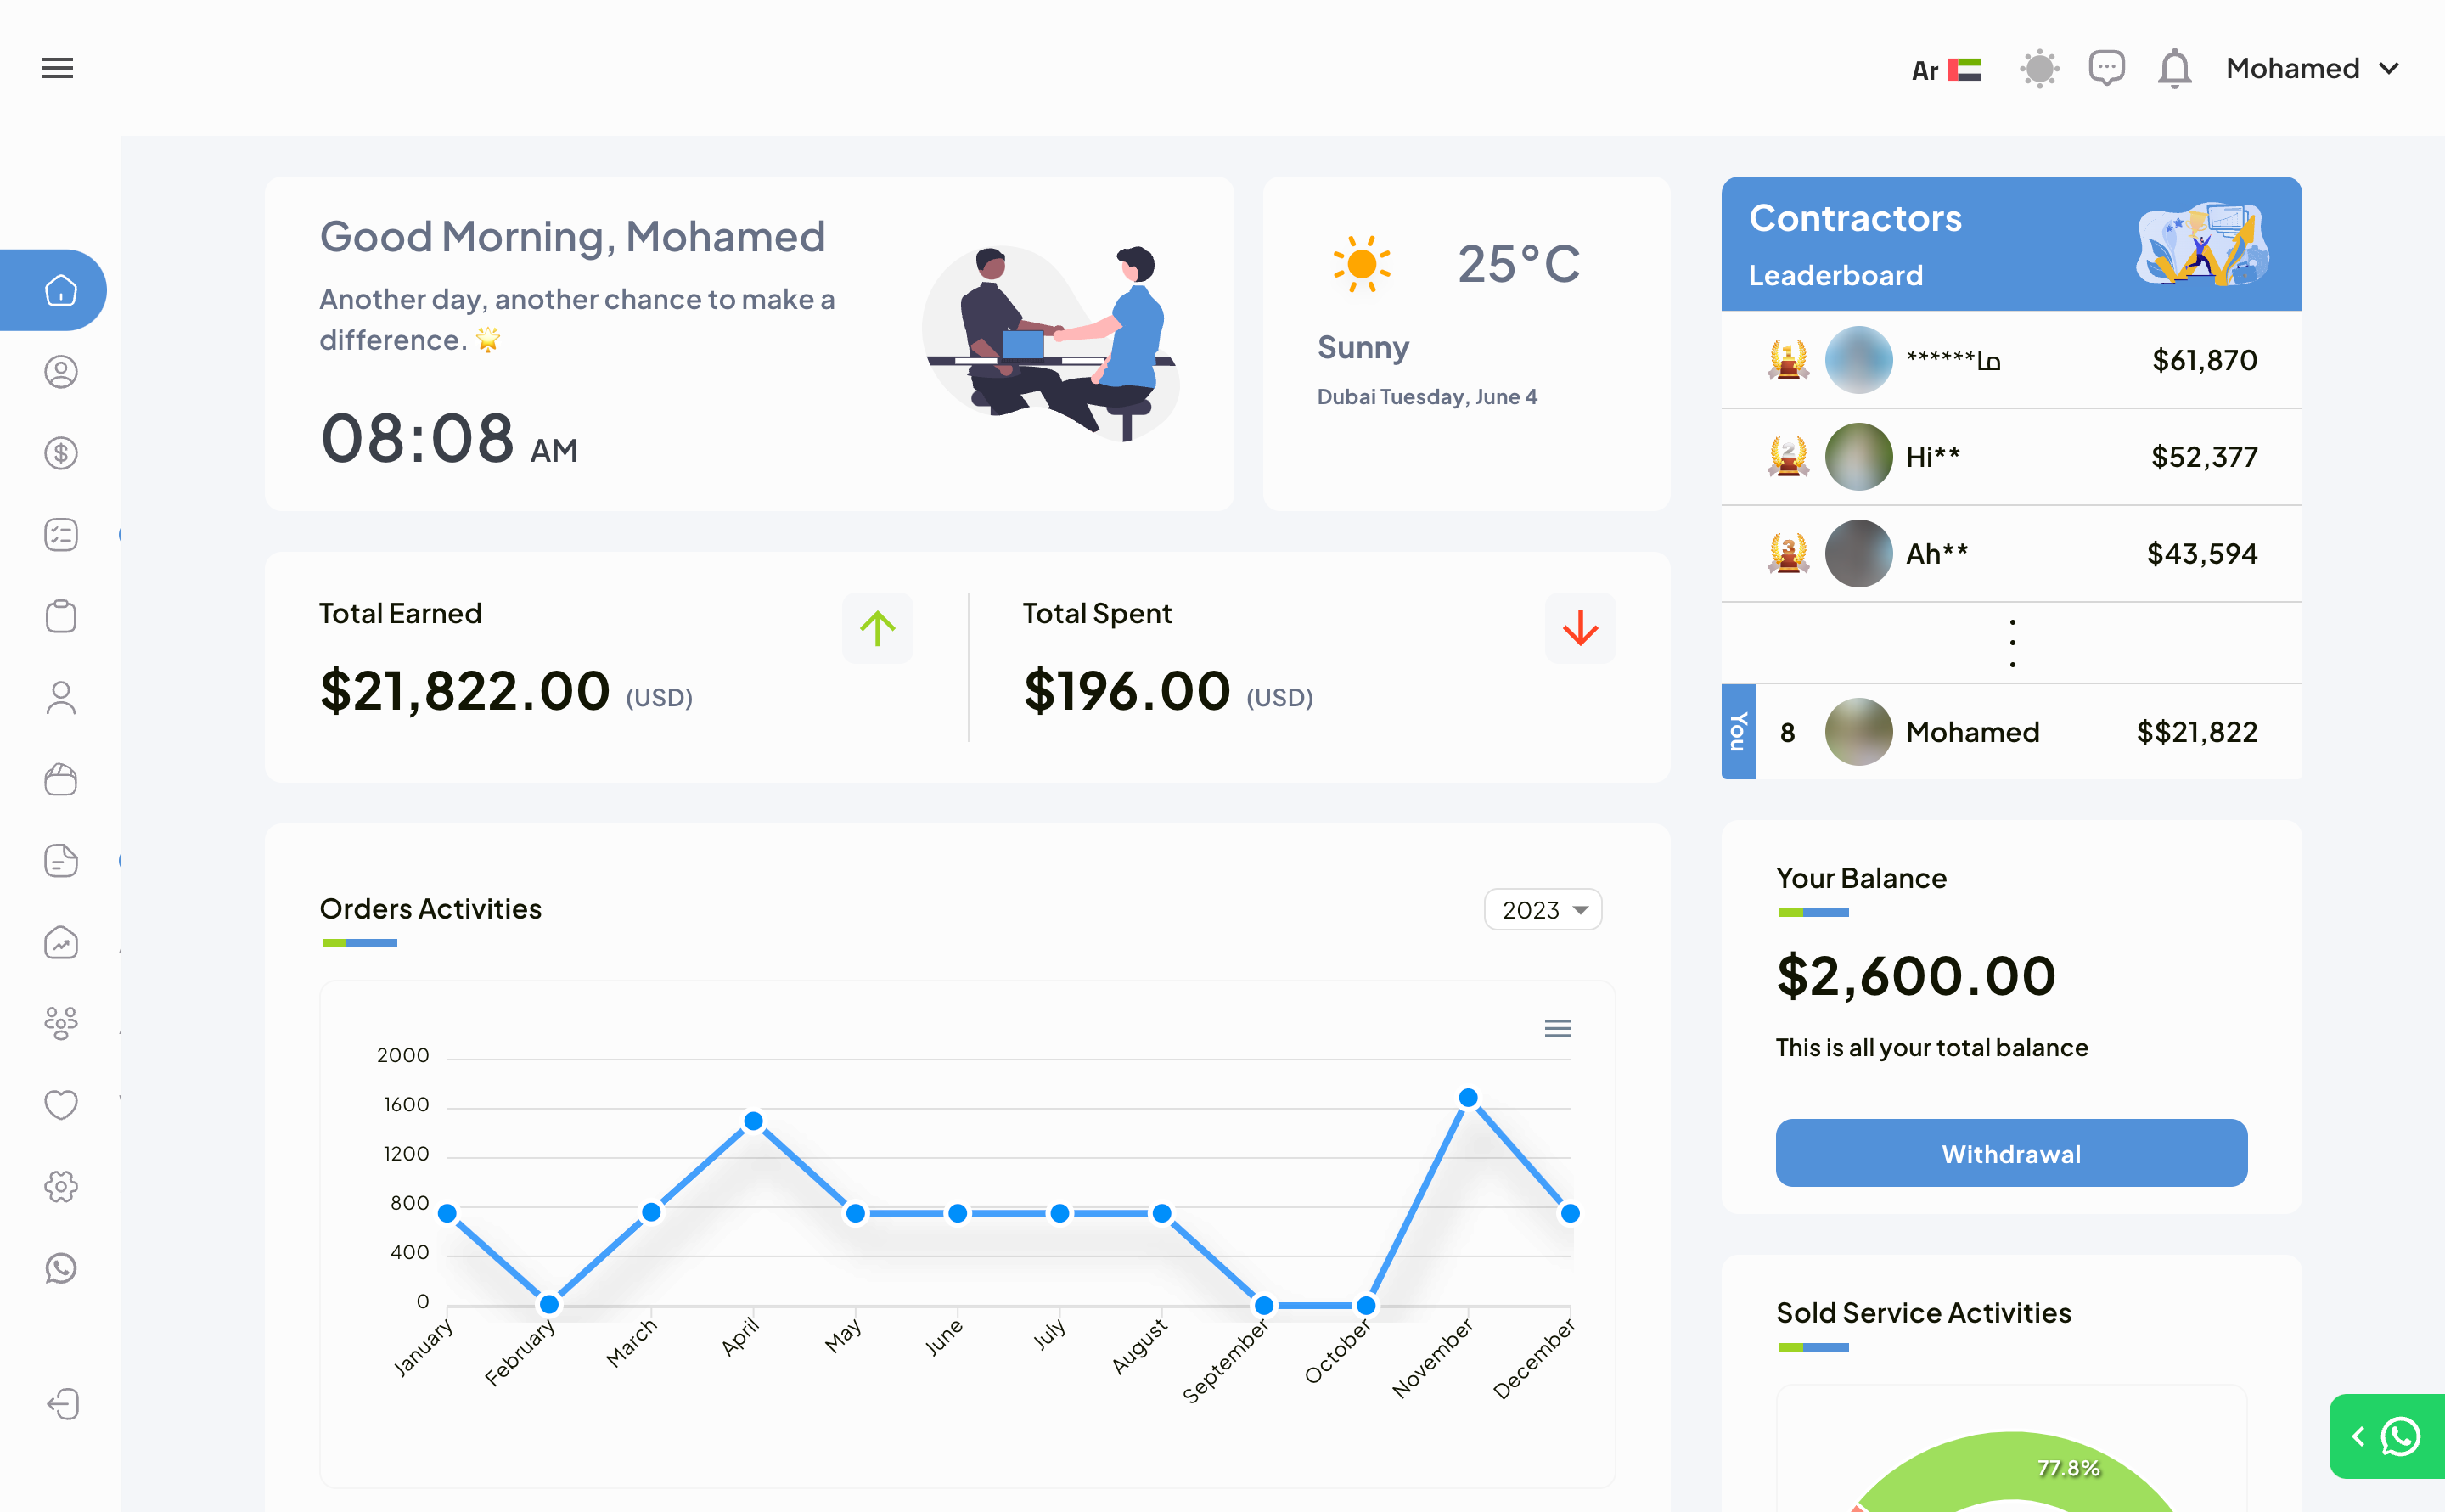 Ar
Mohamed
Good Morning, Mohamed
Another day, another chance to make a
difference. 🌟
08:08 AM
25°C
Sunny
Dubai Tuesday, June 4
Contractors
Leaderboard
1
******ما
$61,870
2
Hi**
$52,377
3
Ah**
$43,594
You
8
Mohamed
$$21,822
Total Earned
$21,822.00 (USD)
Total Spent
$196.00 (USD)
Orders Activities
2023
2000
1600
1200
800
400
0
January
February
March
April
May
June
July
August
September
October
November
December
Your Balance
$2,600.00
This is all your total balance
Withdrawal
Sold Service Activities
77.8%